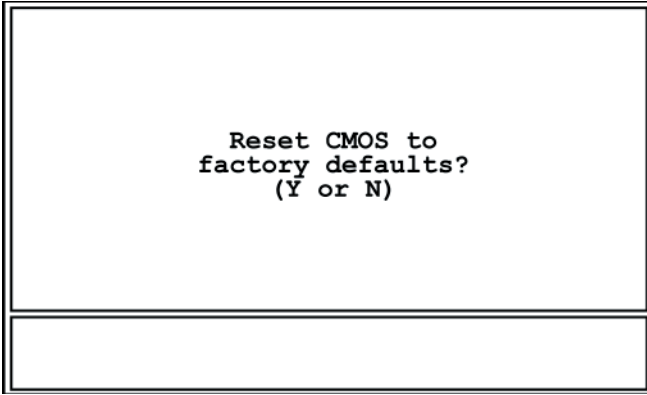 Reset CMOS to
factory defaults?
(Y or N)